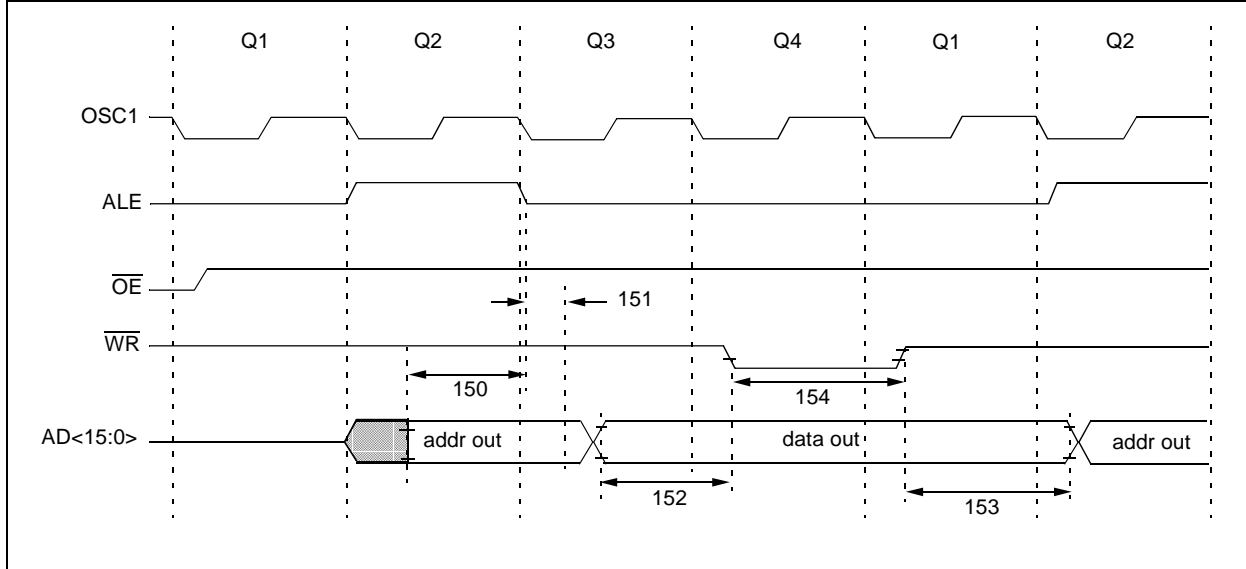 Q1 Q2 Q3 Q4 Q1 Q2
OSC1
ALE
OE
151
WR
150
154
AD<15:0>
addr out
data out
addr out
152
153